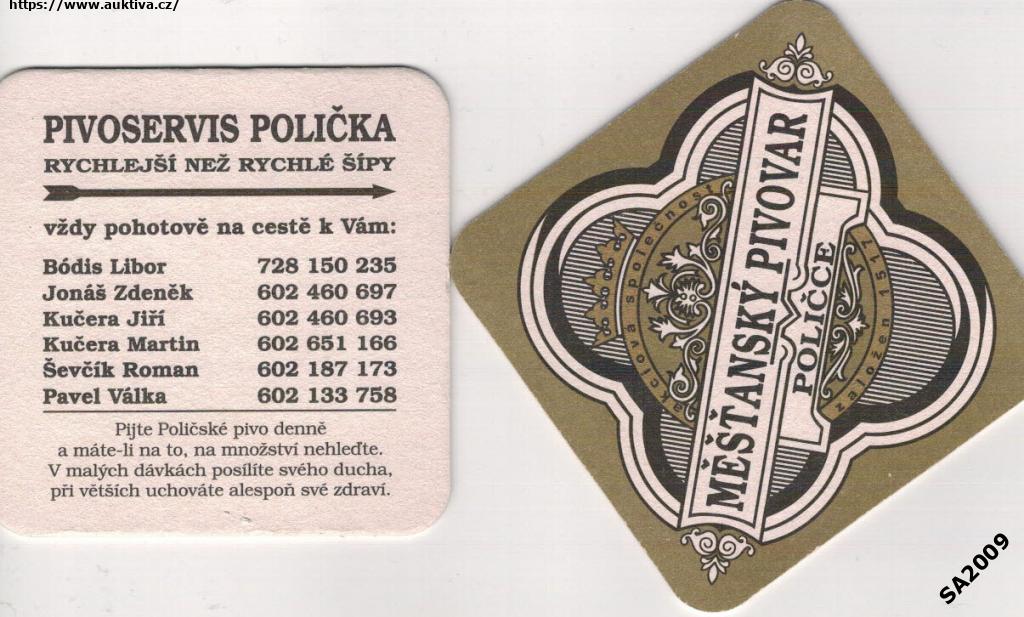 https://www.auktiva.cz/
PIVOSERVIS POLIČKA
RYCHLEJŠÍ NEŽ RYCHLÉ ŠÍPY
vždy pohotově na cestě k Vám:
Bódis Libor 728 150 235
Jonáš Zdeněk 602 460 697
Kučera Jiří 602 460 693
Kučera Martin 602 651 166
Ševčík Roman 602 187 173
Pavel Válka 602 133 758
Pijte Poličské pivo denně
a máte-li na to, na množství nehleďte.
V malých dávkách posílíte svého ducha,
při větších uchováte alespoň své zdraví.
akciová společnost
MĚŠŤANSKÝ PIVOVAR
POLIČCE
založen 1517
SA2009